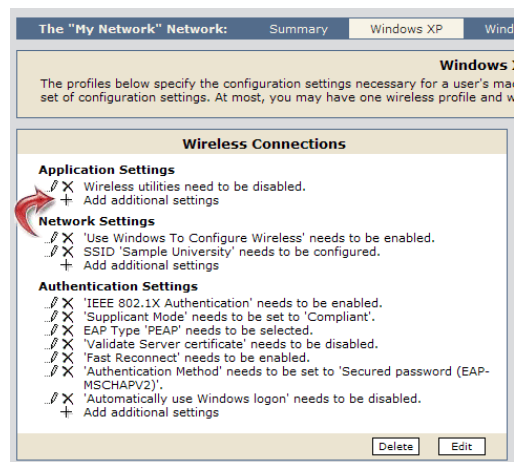 The "My Network" Network: Summary Windows XP Wind
Windows
The profiles below specify the configuration settings necessary for a user's ma
set of configuration settings. At most, you may have one wireless profile and w
Wireless Connections
Application Settings
Wireless utilities need to be disabled.
Add additional settings
Network Settings
'Use Windows To Configure Wireless' needs to be enabled.
SSID 'Sample University' needs to be configured.
Add additional settings
Authentication Settings
'IEEE 802.1X Authentication' needs to be enabled.
'Supplicant Mode' needs to be set to 'Compliant'.
EAP Type 'PEAP' needs to be selected.
'Validate Server certificate' needs to be disabled.
'Fast Reconnect' needs to be enabled.
'Authentication Method' needs to be set to 'Secured password (EAP-
MSCHAPV2)'.
'Automatically use Windows logon' needs to be disabled.
Add additional settings
Delete Edit